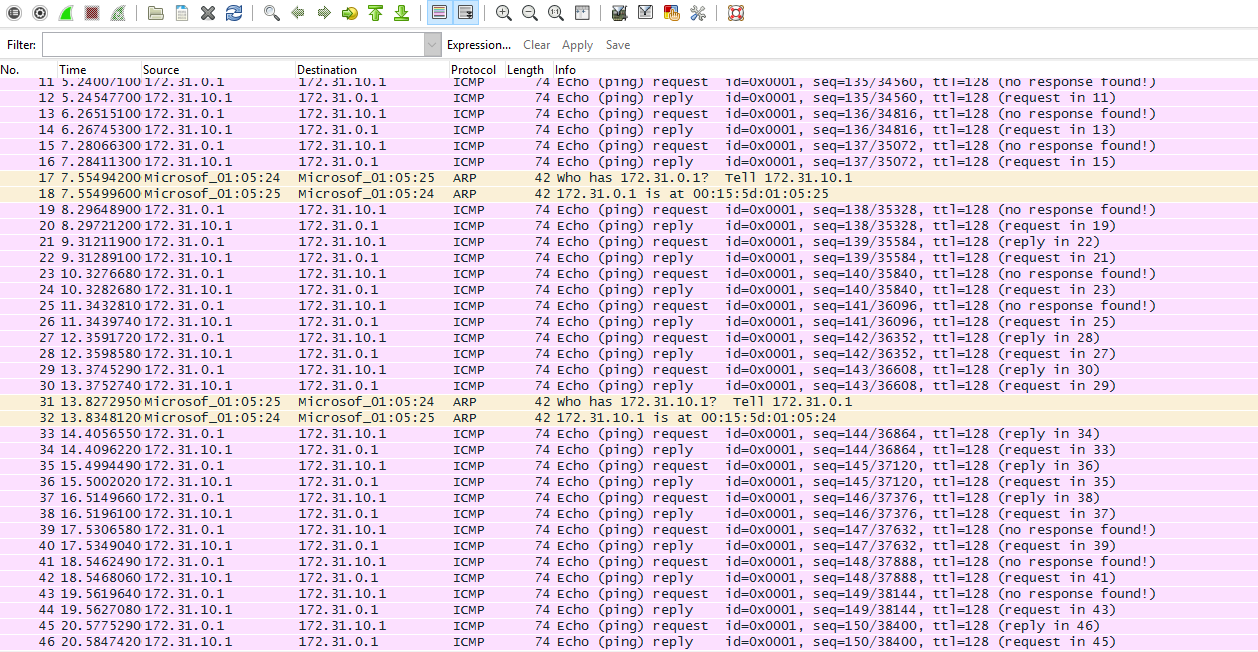 Filter: Expression... Clear Apply Save
No. Time Source Destination Protocol Length Info
11 5.24007100 172.31.0.1 172.31.10.1 ICMP 74 Echo (ping) request id=0x0001, seq=135/34560, ttl=128 (no response found!)
12 5.24547700 172.31.10.1 172.31.0.1 ICMP 74 Echo (ping) reply id=0x0001, seq=135/34560, ttl=128 (request in 11)
13 6.26515100 172.31.0.1 172.31.10.1 ICMP 74 Echo (ping) request id=0x0001, seq=136/34816, ttl=128 (no response found!)
14 6.26745300 172.31.10.1 172.31.0.1 ICMP 74 Echo (ping) reply id=0x0001, seq=136/34816, ttl=128 (request in 13)
15 7.28066300 172.31.0.1 172.31.10.1 ICMP 74 Echo (ping) request id=0x0001, seq=137/35072, ttl=128 (no response found!)
16 7.28411300 172.31.10.1 172.31.0.1 ICMP 74 Echo (ping) reply id=0x0001, seq=137/35072, ttl=128 (request in 15)
17 7.55494200 Microsof_01:05:24 Microsof_01:05:25 ARP 42 Who has 172.31.0.1? Tell 172.31.10.1
18 7.55499600 Microsof_01:05:25 Microsof_01:05:24 ARP 42 172.31.0.1 is at 00:15:5d:01:05:25
19 8.29648900 172.31.0.1 172.31.10.1 ICMP 74 Echo (ping) request id=0x0001, seq=138/35328, ttl=128 (no response found!)
20 8.29721200 172.31.10.1 172.31.0.1 ICMP 74 Echo (ping) reply id=0x0001, seq=138/35328, ttl=128 (request in 19)
21 9.31211900 172.31.0.1 172.31.10.1 ICMP 74 Echo (ping) request id=0x0001, seq=139/35584, ttl=128 (reply in 22)
22 9.31289100 172.31.10.1 172.31.0.1 ICMP 74 Echo (ping) reply id=0x0001, seq=139/35584, ttl=128 (request in 21)
23 10.3276680 172.31.0.1 172.31.10.1 ICMP 74 Echo (ping) request id=0x0001, seq=140/35840, ttl=128 (no response found!)
24 10.3282680 172.31.10.1 172.31.0.1 ICMP 74 Echo (ping) reply id=0x0001, seq=140/35840, ttl=128 (request in 23)
25 11.3432810 172.31.0.1 172.31.10.1 ICMP 74 Echo (ping) request id=0x0001, seq=141/36096, ttl=128 (no response found!)
26 11.3439740 172.31.10.1 172.31.0.1 ICMP 74 Echo (ping) reply id=0x0001, seq=141/36096, ttl=128 (request in 25)
27 12.3591720 172.31.0.1 172.31.10.1 ICMP 74 Echo (ping) request id=0x0001, seq=142/36352, ttl=128 (reply in 28)
28 12.3598580 172.31.10.1 172.31.0.1 ICMP 74 Echo (ping) reply id=0x0001, seq=142/36352, ttl=128 (request in 27)
29 13.3745290 172.31.0.1 172.31.10.1 ICMP 74 Echo (ping) request id=0x0001, seq=143/36608, ttl=128 (reply in 30)
30 13.3752740 172.31.10.1 172.31.0.1 ICMP 74 Echo (ping) reply id=0x0001, seq=143/36608, ttl=128 (request in 29)
31 13.8272950 Microsof_01:05:25 Microsof_01:05:24 ARP 42 Who has 172.31.10.1? Tell 172.31.0.1
32 13.8348120 Microsof_01:05:24 Microsof_01:05:25 ARP 42 172.31.10.1 is at 00:15:5d:01:05:24
33 14.4056550 172.31.0.1 172.31.10.1 ICMP 74 Echo (ping) request id=0x0001, seq=144/36864, ttl=128 (reply in 34)
34 14.4096220 172.31.10.1 172.31.0.1 ICMP 74 Echo (ping) reply id=0x0001, seq=144/36864, ttl=128 (request in 33)
35 15.4994490 172.31.0.1 172.31.10.1 ICMP 74 Echo (ping) request id=0x0001, seq=145/37120, ttl=128 (reply in 36)
36 15.5002020 172.31.10.1 172.31.0.1 ICMP 74 Echo (ping) reply id=0x0001, seq=145/37120, ttl=128 (request in 35)
37 16.5149660 172.31.0.1 172.31.10.1 ICMP 74 Echo (ping) request id=0x0001, seq=146/37376, ttl=128 (reply in 38)
38 16.5196100 172.31.10.1 172.31.0.1 ICMP 74 Echo (ping) reply id=0x0001, seq=146/37376, ttl=128 (request in 37)
39 17.5306580 172.31.0.1 172.31.10.1 ICMP 74 Echo (ping) request id=0x0001, seq=147/37632, ttl=128 (no response found!)
40 17.5349040 172.31.10.1 172.31.0.1 ICMP 74 Echo (ping) reply id=0x0001, seq=147/37632, ttl=128 (request in 39)
41 18.5462490 172.31.0.1 172.31.10.1 ICMP 74 Echo (ping) request id=0x0001, seq=148/37888, ttl=128 (no response found!)
42 18.5468060 172.31.10.1 172.31.0.1 ICMP 74 Echo (ping) reply id=0x0001, seq=148/37888, ttl=128 (request in 41)
43 19.5619640 172.31.0.1 172.31.10.1 ICMP 74 Echo (ping) request id=0x0001, seq=149/38144, ttl=128 (no response found!)
44 19.5627080 172.31.10.1 172.31.0.1 ICMP 74 Echo (ping) reply id=0x0001, seq=149/38144, ttl=128 (request in 43)
45 20.5775290 172.31.0.1 172.31.10.1 ICMP 74 Echo (ping) request id=0x0001, seq=150/38400, ttl=128 (reply in 46)
46 20.5847420 172.31.10.1 172.31.0.1 ICMP 74 Echo (ping) reply id=0x0001, seq=150/38400, ttl=128 (request in 45)